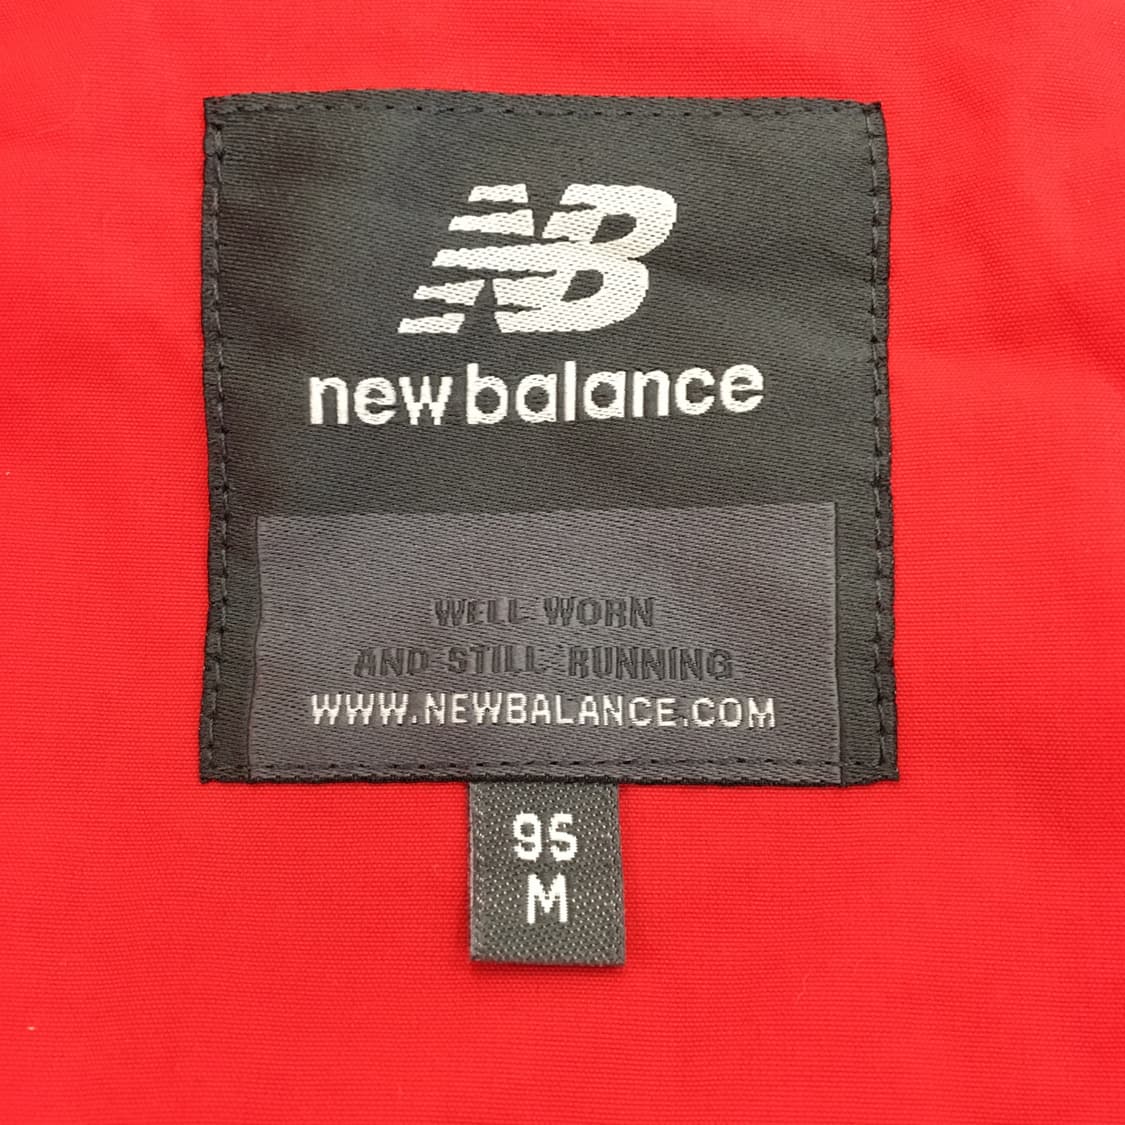 NB
new balance
WELL WORN
AND STILL RUNNING
WWW.NEWBALANCE.COM
95
M